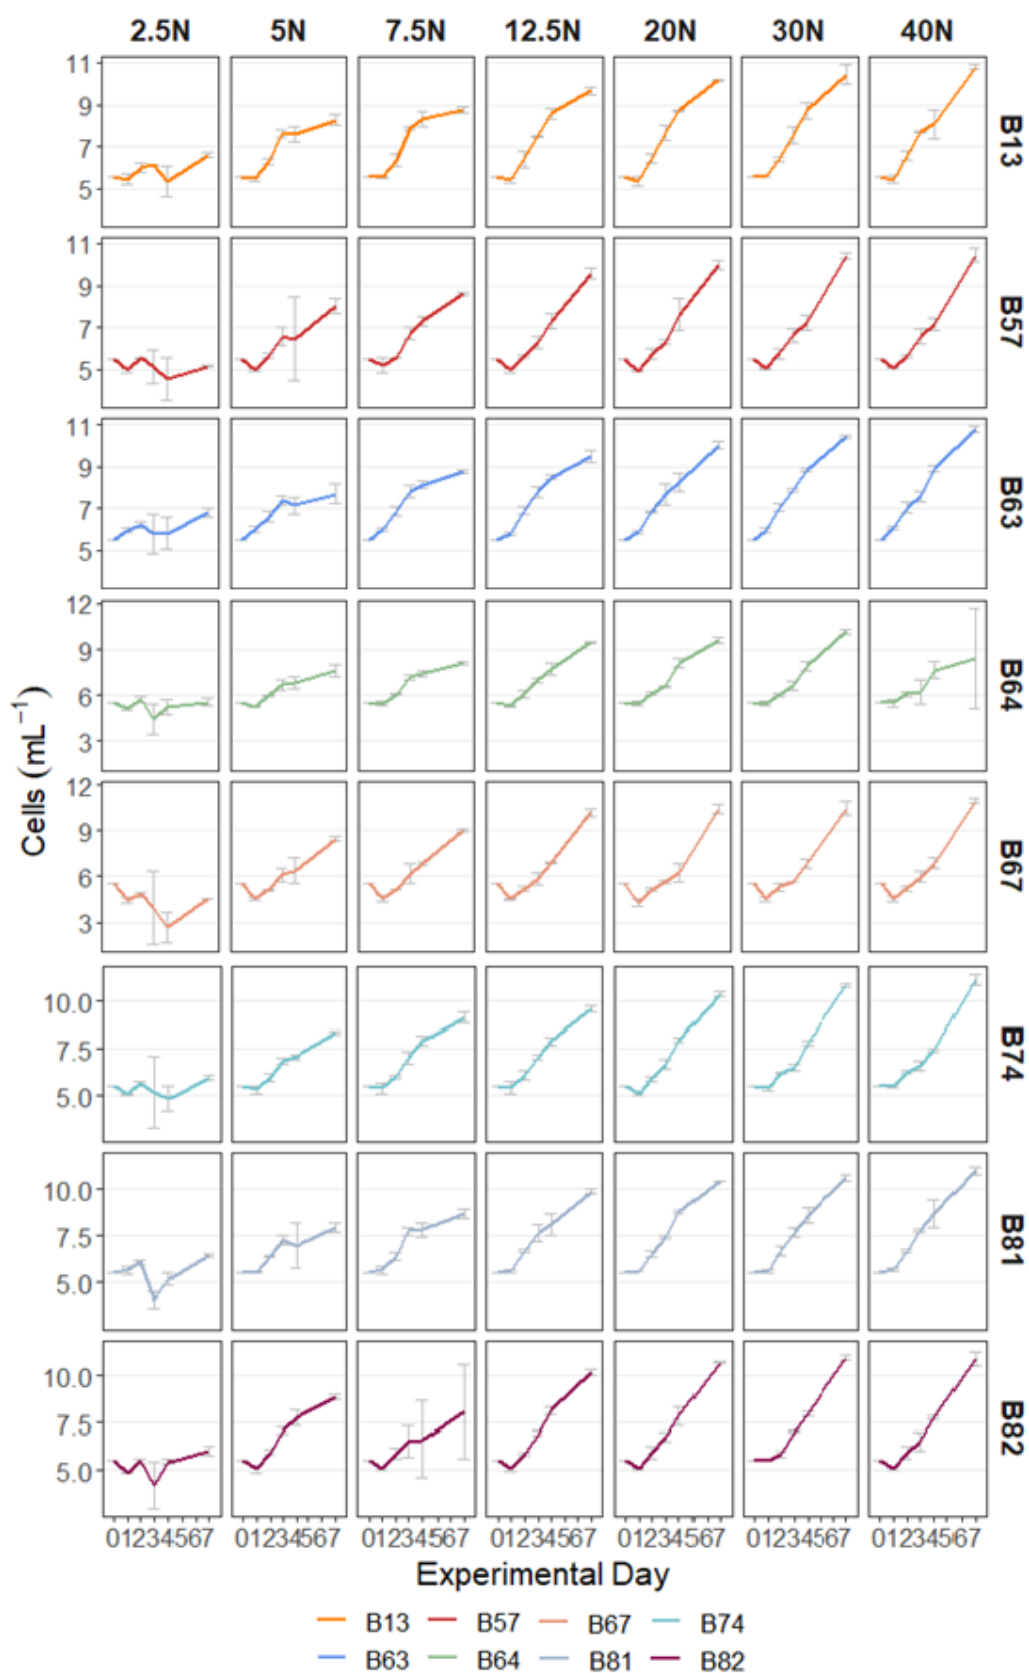 2.5N 5N 7.5N 12.5N 20N 30N 40N
11
9
7
5
B13
11
9
7
5
B57
11
9
7
5
B63
12
9
6
3
B64
Cells (mL⁻¹)
12
9
6
3
B67
10.0
7.5
5.0
B74
10.0
7.5
5.0
B81
10.0
7.5
5.0
B82
01234567 01234567 01234567 01234567 01234567 01234567 01234567
Experimental Day
B13 B57 B67 B74
B63 B64 B81 B82